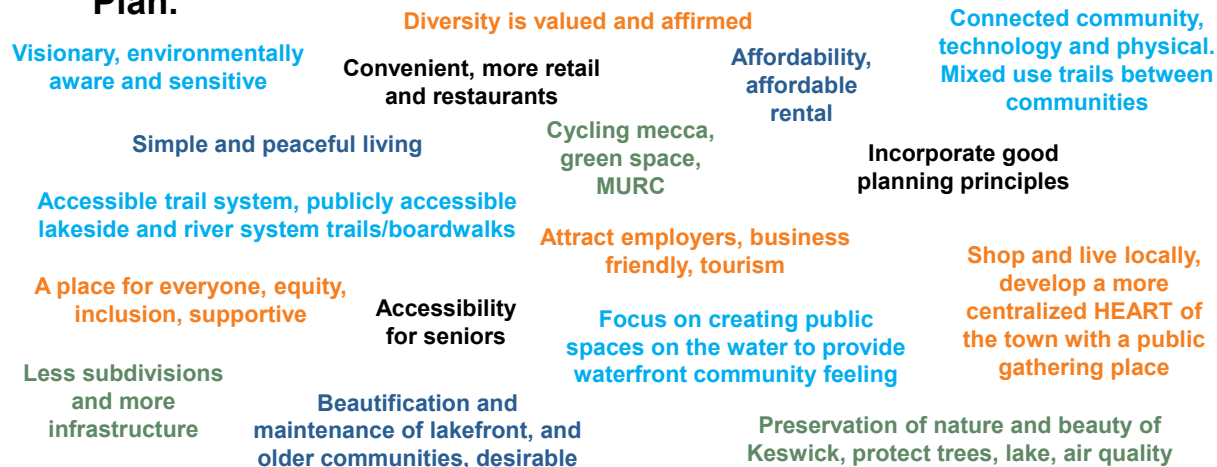 Plan.
Diversity is valued and affirmed
Connected community,
technology and physical.
Mixed use trails between
communities
Visionary, environmentally
aware and sensitive
Convenient, more retail
and restaurants
Affordability,
affordable
rental
Simple and peaceful living
Cycling mecca,
green space,
MURC
Incorporate good
planning principles
Accessible trail system, publicly accessible
lakeside and river system trails/boardwalks
Attract employers, business
friendly, tourism
Shop and live locally,
develop a more
centralized HEART of
the town with a public
gathering place
A place for everyone, equity,
inclusion, supportive
Accessibility
for seniors
Focus on creating public
spaces on the water to provide
waterfront community feeling
Less subdivisions
and more
infrastructure
Beautification and
maintenance of lakefront, and
older communities, desirable
Preservation of nature and beauty of
Keswick, protect trees, lake, air quality